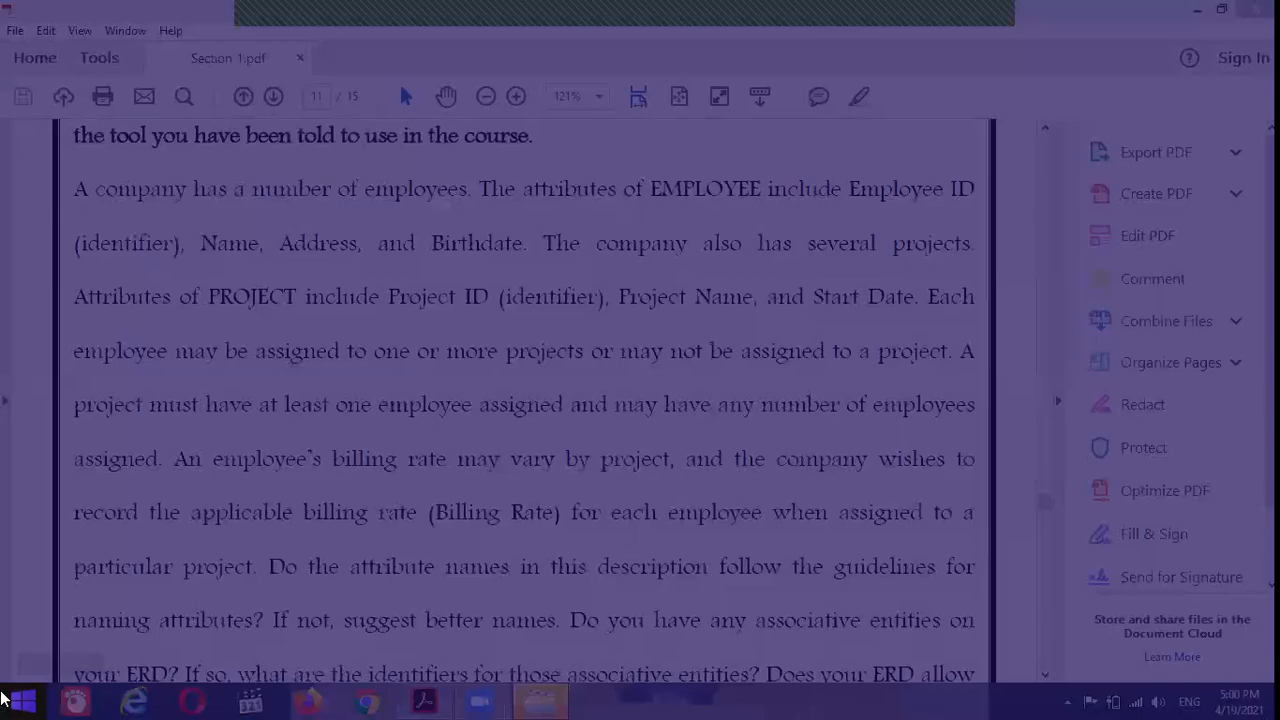 File Edit View Window Help
Home Tools Section 1.pdf × Sign In
11 / 15 121%
the tool you have been told to use in the course.
A company has a number of employees. The attributes of EMPLOYEE include Employee ID
(identifier), Name, Address, and Birthdate. The company also has several projects.
Attributes of PROJECT include Project ID (identifier), Project Name, and Start Date. Each
employee may be assigned to one or more projects or may not be assigned to a project. A
project must have at least one employee assigned and may have any number of employees
assigned. An employee's billing rate may vary by project, and the company wishes to
record the applicable billing rate (Billing Rate) for each employee when assigned to a
particular project. Do the attribute names in this description follow the guidelines for
naming attributes? If not, suggest better names. Do you have any associative entities on
your ERD? If so, what are the identifiers for those associative entities? Does your ERD allow
Export PDF
Create PDF
Edit PDF
Comment
Combine Files
Organize Pages
Redact
Protect
Optimize PDF
Fill & Sign
Send for Signature
Store and share files in the
Document Cloud
Learn More
321
ENG
5:00 PM
4/19/2021